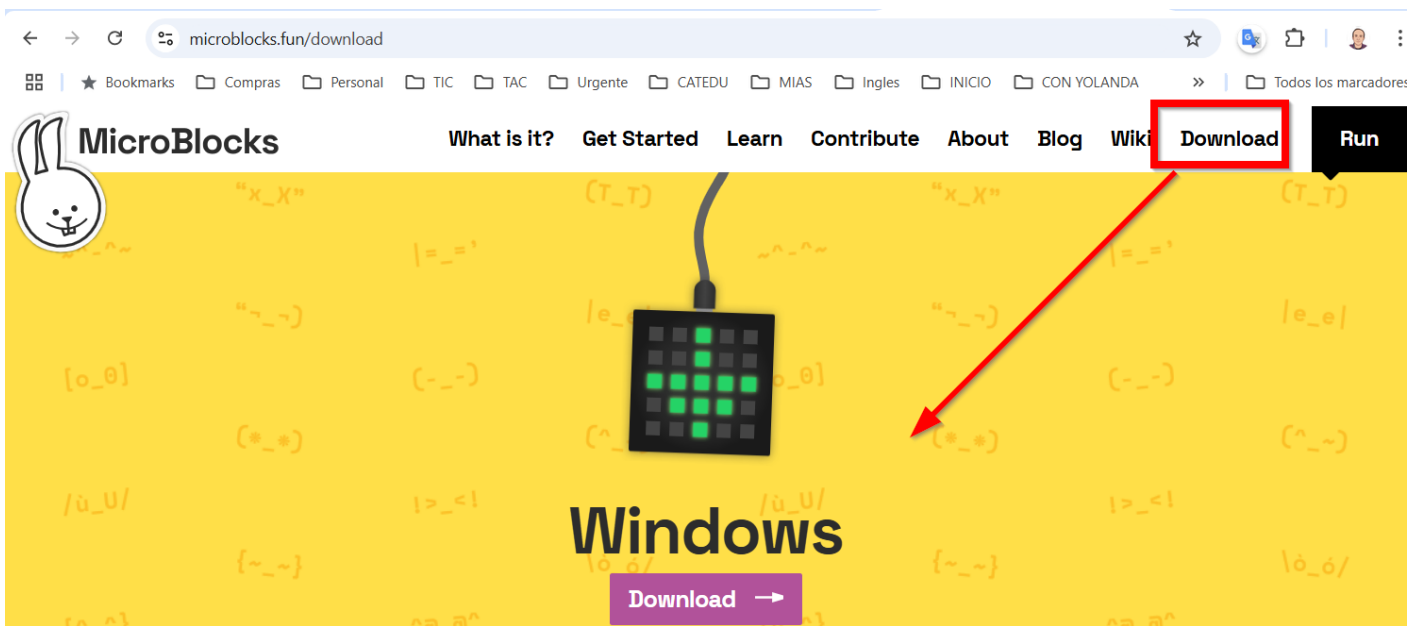 microblocks.fun/download
Bookmarks Compras Personal TIC TAC Urgente CATEDU MIAS Ingles INICIO CON YOLANDA » Todos los marcadores
MicroBlocks What is it? Get Started Learn Contribute About Blog Wiki Download Run
"x_X" (T_T) "x_X" (T_T)
~^-^~ |=_=' ~^-^~ |=_='
"¬_¬) |e_e| "¬_¬) |e_e|
[o_0] (-_-) o_0] (-_-)
(*_*) (^_ (*_*) (^_~)
/ù_U/ !>_<! /ù_U/ !>_<!
Windows
{~_~} \ò_ó/ {~_~} \ò_ó/
Download